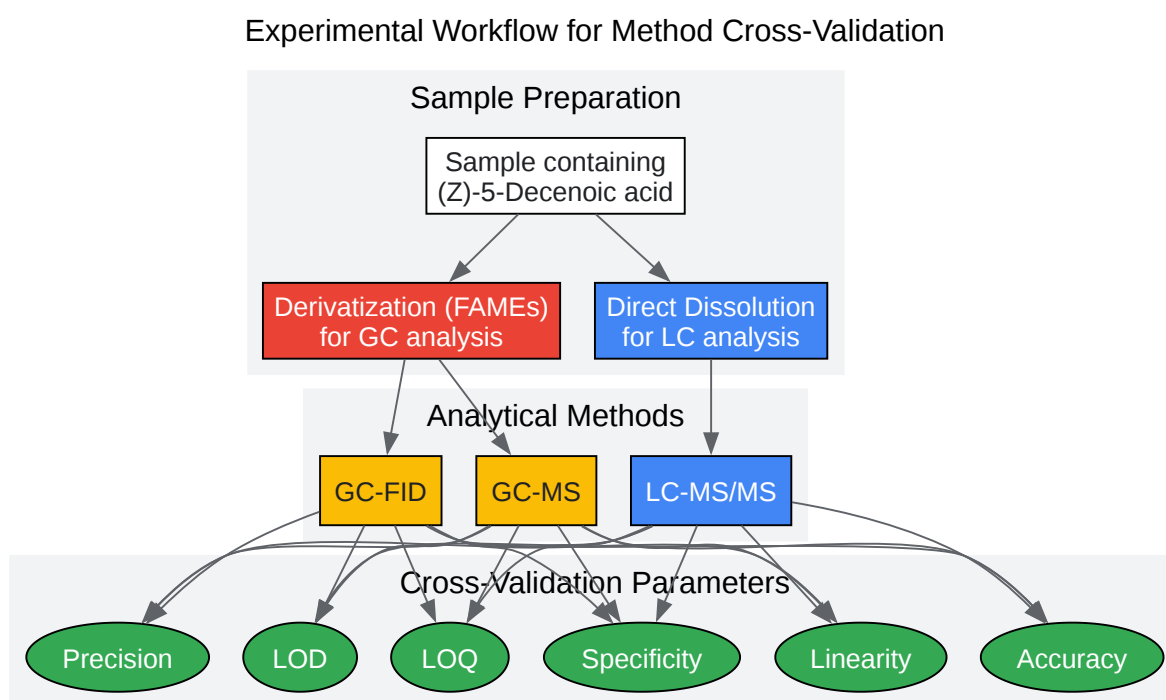 Experimental Workflow for Method Cross-Validation
Sample Preparation
Sample containing
(Z)-5-Decenoic acid
Derivatization (FAMEs)
for GC analysis
Direct Dissolution
for LC analysis
Analytical Methods
GC-FID
GC-MS
LC-MS/MS
Cross-Validation Parameters
Precision
LOD
LOQ
Specificity
Linearity
Accuracy